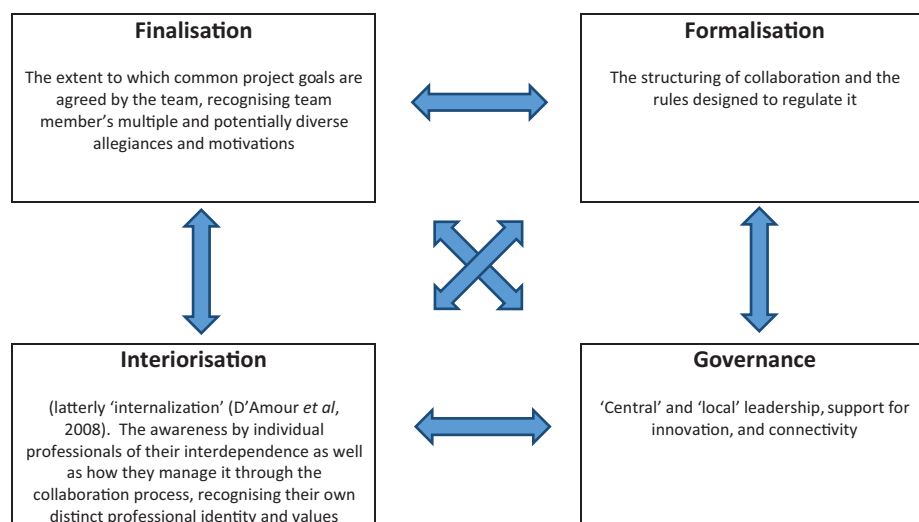 Finalisation
The extent to which common project goals are
agreed by the team, recognising team
member's multiple and potentially diverse
allegiances and motivations
Formalisation
The structuring of collaboration and the
rules designed to regulate it
Interiorisation
(latterly 'internalization' (D'Amour et al,
2008).  The awareness by individual
professionals of their interdependence as well
as how they manage it through the
collaboration process, recognising their own
distinct professional identity and values
Governance
'Central' and 'local' leadership, support for
innovation, and connectivity